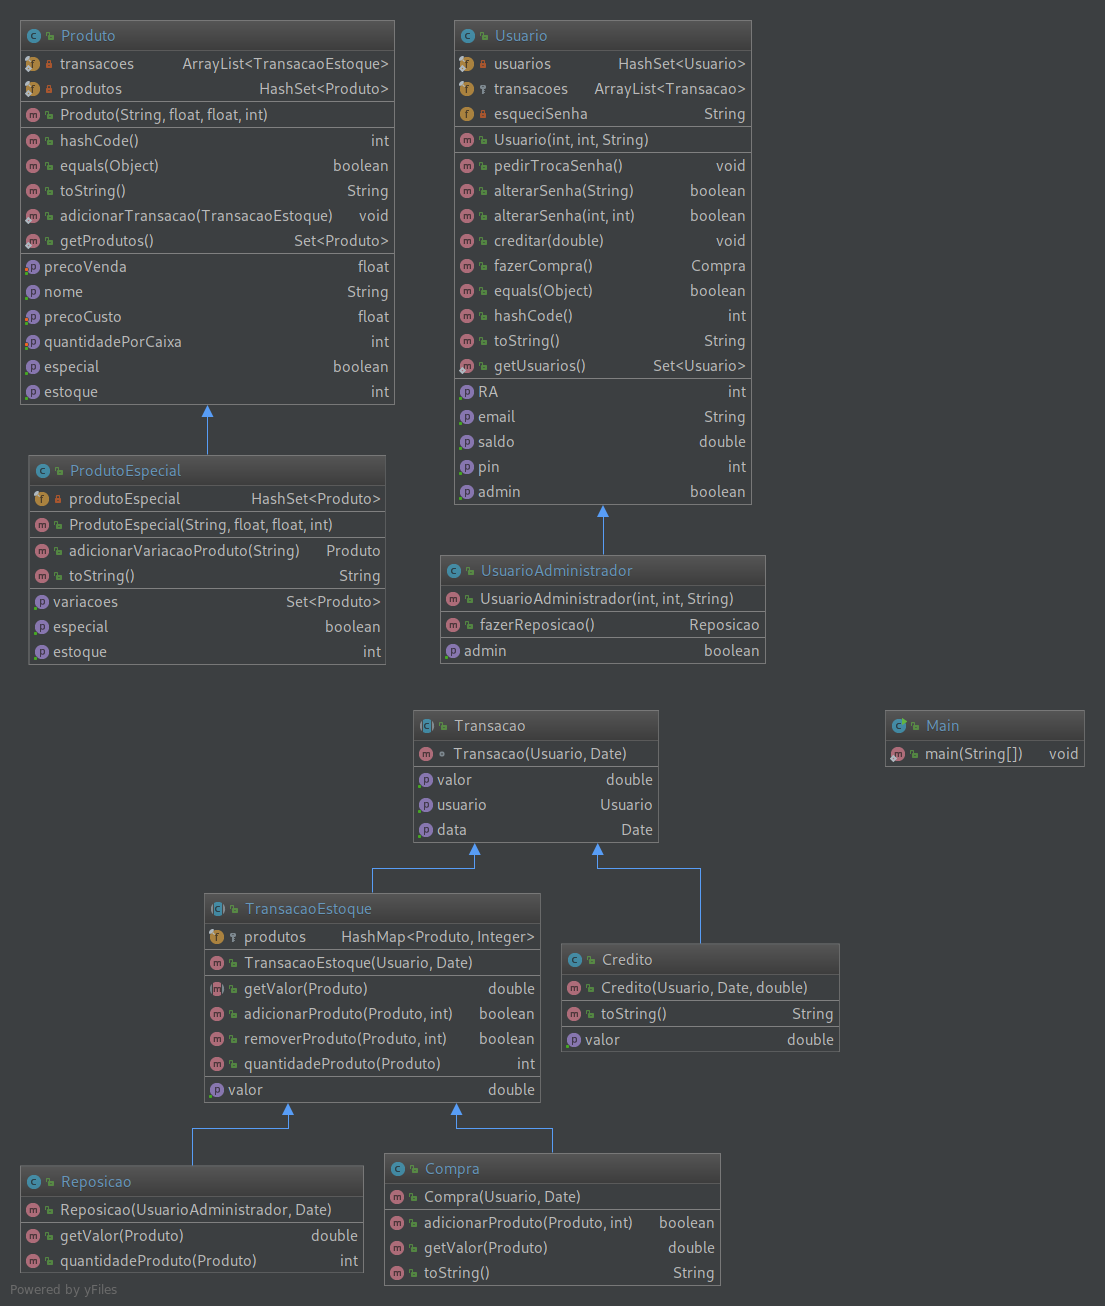 Produto
transacoes ArrayList<TransacaoEstoque>
produtos HashSet<Produto>
Produto(String, float, float, int)
hashCode() int
equals(Object) boolean
toString() String
adicionarTransacao(TransacaoEstoque) void
getProdutos() Set<Produto>
precoVenda float
nome String
precoCusto float
quantidadePorCaixa int
especial boolean
estoque int
Usuario
usuarios HashSet<Usuario>
transacoes ArrayList<Transacao>
esqueciSenha String
Usuario(int, int, String)
pedirTrocaSenha() void
alterarSenha(String) boolean
alterarSenha(int, int) boolean
creditar(double) void
fazerCompra() Compra
equals(Object) boolean
hashCode() int
toString() String
getUsuarios() Set<Usuario>
RA int
email String
saldo double
pin int
admin boolean
ProdutoEspecial
produtoEspecial HashSet<Produto>
ProdutoEspecial(String, float, float, int)
adicionarVariacaoProduto(String) Produto
toString() String
variacoes Set<Produto>
especial boolean
estoque int
UsuarioAdministrador
UsuarioAdministrador(int, int, String)
fazerReposicao() Reposicao
admin boolean
Transacao
Transacao(Usuario, Date)
valor double
usuario Usuario
data Date
Main
main(String[]) void
TransacaoEstoque
produtos HashMap<Produto, Integer>
TransacaoEstoque(Usuario, Date)
getValor(Produto) double
adicionarProduto(Produto, int) boolean
removerProduto(Produto, int) boolean
quantidadeProduto(Produto) int
valor double
Credito
Credito(Usuario, Date, double)
toString() String
valor double
Reposicao
Reposicao(UsuarioAdministrador, Date)
getValor(Produto) double
quantidadeProduto(Produto) int
Compra
Compra(Usuario, Date)
adicionarProduto(Produto, int) boolean
getValor(Produto) double
toString() String
Powered by yFiles